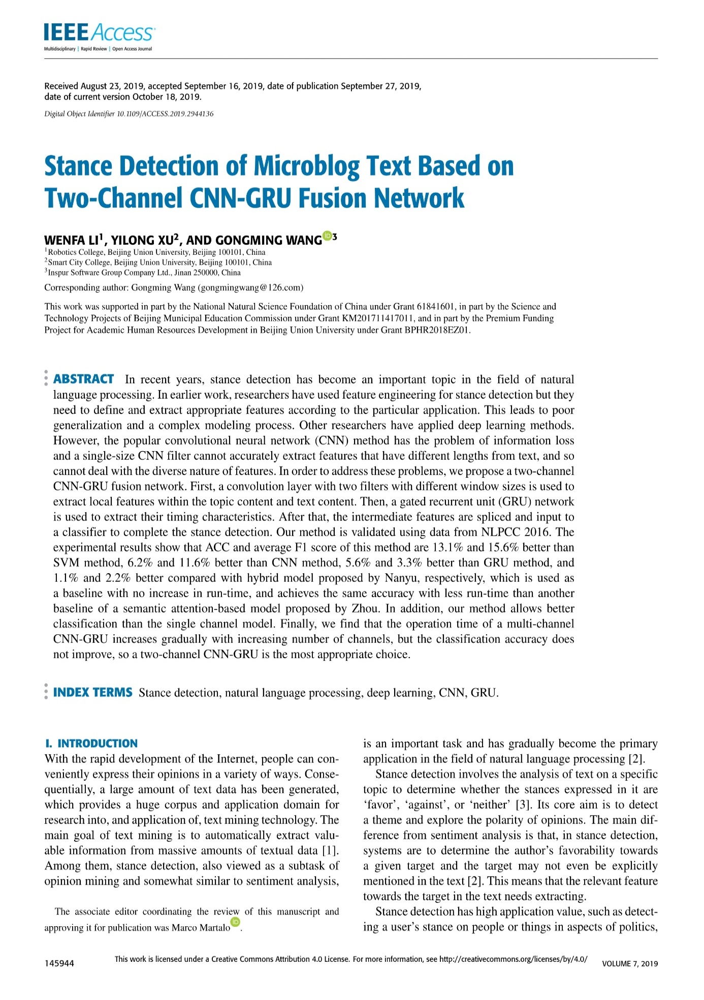 IEEE Access
Multidisciplinary Rapid Review Open Access Journal
Received August 23, 2019, accepted September 16, 2019, date of publication September 27, 2019,
date of current version October 18, 2019.
Digital Object Identifier 10.1109/ACCESS.2019.2944136
Stance Detection of Microblog Text Based on
Two-Channel CNN-GRU Fusion Network
WENFA LI1, YILONG XU2, AND GONGMING WANG iD 3
1Robotics College, Beijing Union University, Beijing 100101, China
2Smart City College, Beijing Union University, Beijing 100101, China
3Inspur Software Group Company Ltd., Jinan 250000, China
Corresponding author: Gongming Wang (gongmingwang@126.com)
This work was supported in part by the National Natural Science Foundation of China under Grant 61841601, in part by the Science and
Technology Projects of Beijing Municipal Education Commission under Grant KM201711417011, and in part by the Premium Funding
Project for Academic Human Resources Development in Beijing Union University under Grant BPHR2018EZ01.
ABSTRACT In recent years, stance detection has become an important topic in the field of natural
language processing. In earlier work, researchers have used feature engineering for stance detection but they
need to define and extract appropriate features according to the particular application. This leads to poor
generalization and a complex modeling process. Other researchers have applied deep learning methods.
However, the popular convolutional neural network (CNN) method has the problem of information loss
and a single-size CNN filter cannot accurately extract features that have different lengths from text, and so
cannot deal with the diverse nature of features. In order to address these problems, we propose a two-channel
CNN-GRU fusion network. First, a convolution layer with two filters with different window sizes is used to
extract local features within the topic content and text content. Then, a gated recurrent unit (GRU) network
is used to extract their timing characteristics. After that, the intermediate features are spliced and input to
a classifier to complete the stance detection. Our method is validated using data from NLPCC 2016. The
experimental results show that ACC and average F1 score of this method are 13.1% and 15.6% better than
SVM method, 6.2% and 11.6% better than CNN method, 5.6% and 3.3% better than GRU method, and
1.1% and 2.2% better compared with hybrid model proposed by Nanyu, respectively, which is used as
a baseline with no increase in run-time, and achieves the same accuracy with less run-time than another
baseline of a semantic attention-based model proposed by Zhou. In addition, our method allows better
classification than the single channel model. Finally, we find that the operation time of a multi-channel
CNN-GRU increases gradually with increasing number of channels, but the classification accuracy does
not improve, so a two-channel CNN-GRU is the most appropriate choice.
INDEX TERMS Stance detection, natural language processing, deep learning, CNN, GRU.
I. INTRODUCTION
With the rapid development of the Internet, people can con-
veniently express their opinions in a variety of ways. Conse-
quentially, a large amount of text data has been generated,
which provides a huge corpus and application domain for
research into, and application of, text mining technology. The
main goal of text mining is to automatically extract valu-
able information from massive amounts of textual data [1].
Among them, stance detection, also viewed as a subtask of
opinion mining and somewhat similar to sentiment analysis,
The associate editor coordinating the review of this manuscript and
approving it for publication was Marco Martalo iD .
is an important task and has gradually become the primary
application in the field of natural language processing [2].
Stance detection involves the analysis of text on a specific
topic to determine whether the stances expressed in it are
‘favor’, ‘against’, or ‘neither’ [3]. Its core aim is to detect
a theme and explore the polarity of opinions. The main dif-
ference from sentiment analysis is that, in stance detection,
systems are to determine the author’s favorability towards
a given target and the target may not even be explicitly
mentioned in the text [2]. This means that the relevant feature
towards the target in the text needs extracting.
Stance detection has high application value, such as detect-
ing a user’s stance on people or things in aspects of politics,
145944
This work is licensed under a Creative Commons Attribution 4.0 License. For more information, see http://creativecommons.org/licenses/by/4.0/
VOLUME 7, 2019